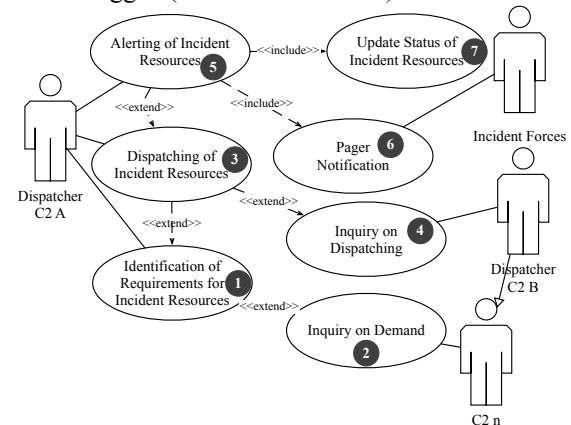 Alerting of Incident
Resources
5
<<include>>
Update Status of
Incident Resources
7
<<extend>>
<<include>>
Incident Forces
Dispatching of
Incident Resources
3
Pager
Notification
6
Dispatcher
C2 A
<<extend>>
<<extend>>
Inquiry on
Dispatching
4
Identification of
Requirements for
Incident Resources
1
Dispatcher
C2 B
<<extend>>
Inquiry on Demand
2
C2 n